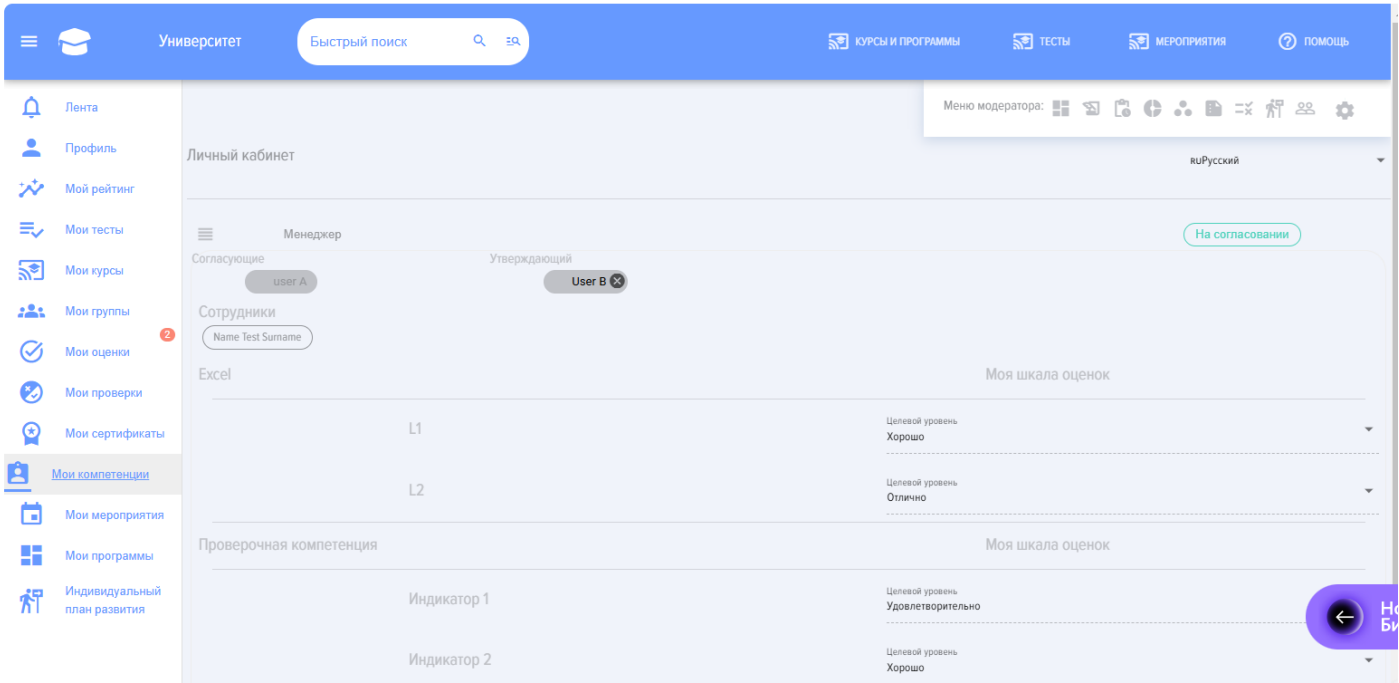 Университет
Быстрый поиск
КУРСЫ И ПРОГРАММЫ
ТЕСТЫ
МЕРОПРИЯТИЯ
ПОМОЩЬ
Меню модератора:
Лента
Профиль
Мой рейтинг
Мои тесты
Мои курсы
Мои группы
2
Мои оценки
Мои проверки
Мои сертификаты
Мои компетенции
Мои мероприятия
Мои программы
Индивидуальный
план развития
Личный кабинет
RUРусский
Менеджер
На согласовании
Согласующие
Утверждающий
user A
User B
Сотрудники
Name Test Surname
Excel
Моя шкала оценок
L1
Целевой уровень
Хорошо
L2
Целевой уровень
Отлично
Проверочная компетенция
Моя шкала оценок
Индикатор 1
Целевой уровень
Удовлетворительно
Индикатор 2
Целевой уровень
Хорошо